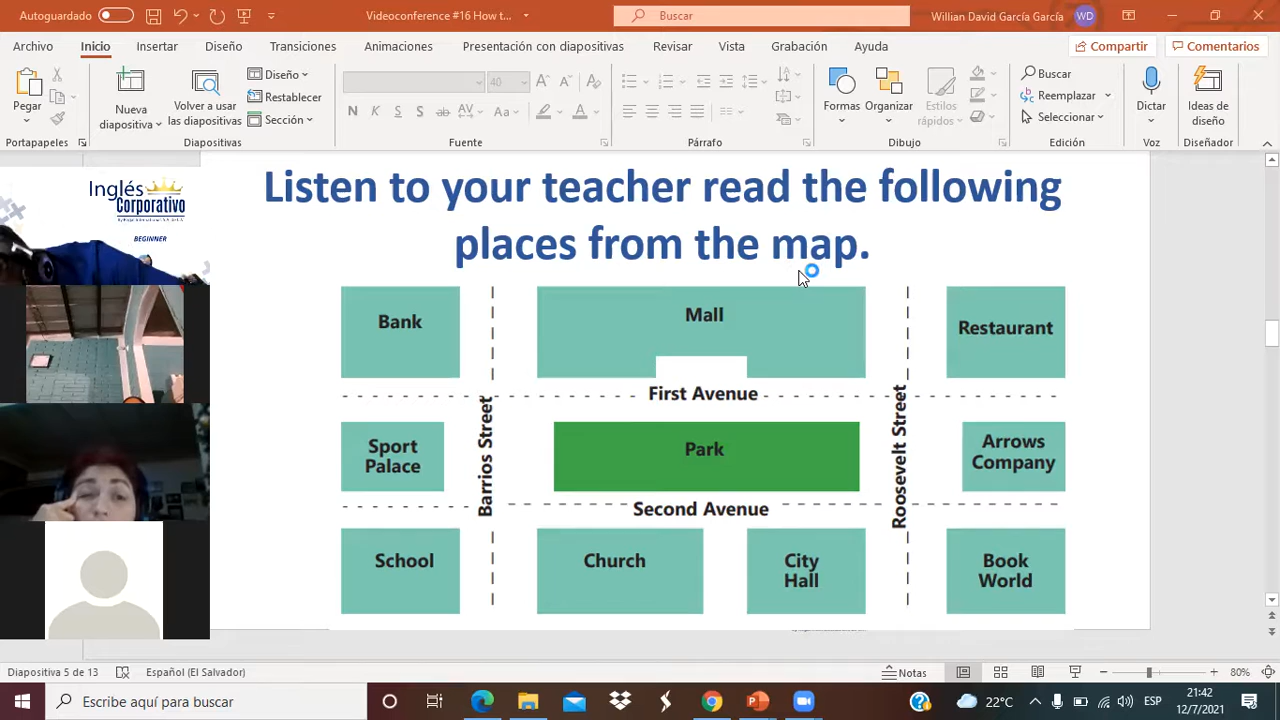 Autoguardado
Videoconference #16 How t...
Buscar
Willian David García García
WD
Archivo
Inicio
Insertar
Diseño
Transiciones
Animaciones
Presentación con diapositivas
Revisar
Vista
Grabación
Ayuda
Compartir
Comentarios
Pegar
Nueva
diapositiva
Volver a usar
las diapositivas
Diseño
Restablecer
Sección
40
N
K
S
S
ab
AV
Aa
A
Formas
Organizar
Estilos
rápidos
Buscar
Reemplazar
Seleccionar
Dictar
Ideas de
diseño
Portapapeles
Diapositivas
Fuente
Párrafo
Dibujo
Edición
Voz
Diseñador
Inglés
Corporativo
BEGINNER
Listen to your teacher read the following
places from the map.
Bank
Mall
Restaurant
First Avenue
Sport
Palace
Barrios Street
Park
Roosevelt Street
Arrows
Company
Second Avenue
School
Church
City
Hall
Book
World
Diapositiva 5 de 13
Español (El Salvador)
Notas
80%
Escribe aquí para buscar
22°C
ESP
21:42
12/7/2021